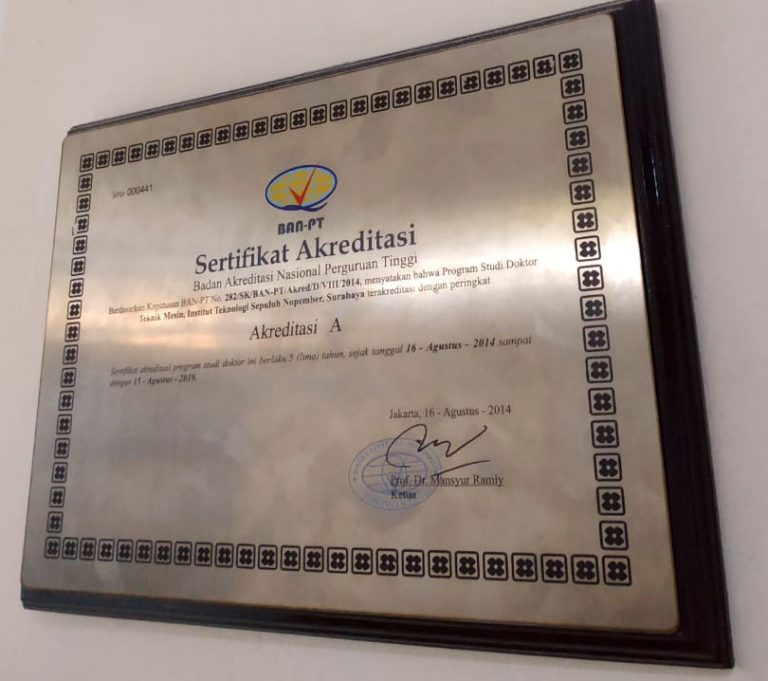 000441
BAN-PT
Sertifikat Akreditasi
Badan Akreditasi Nasional Perguruan Tinggi
Berdasarkan Keputusan BAN-PT No. 282/SK/BAN-PT/Akred/D/VIII/2014, menyatakan bahwa Program Studi Doktor
Teknik Mesin, Institut Teknologi Sepuluh Nopember, Surabaya terakreditasi dengan peringkat
Akreditasi A
Sertifikat akreditasi program studi doktor ini berlaku 5 (lima) tahun, sejak tanggal 16 - Agustus - 2014 sampai
dengan 15 - Agustus - 2019.
Jakarta, 16 - Agustus - 2014
Prof. Dr. Mansyur Ramly
Ketua